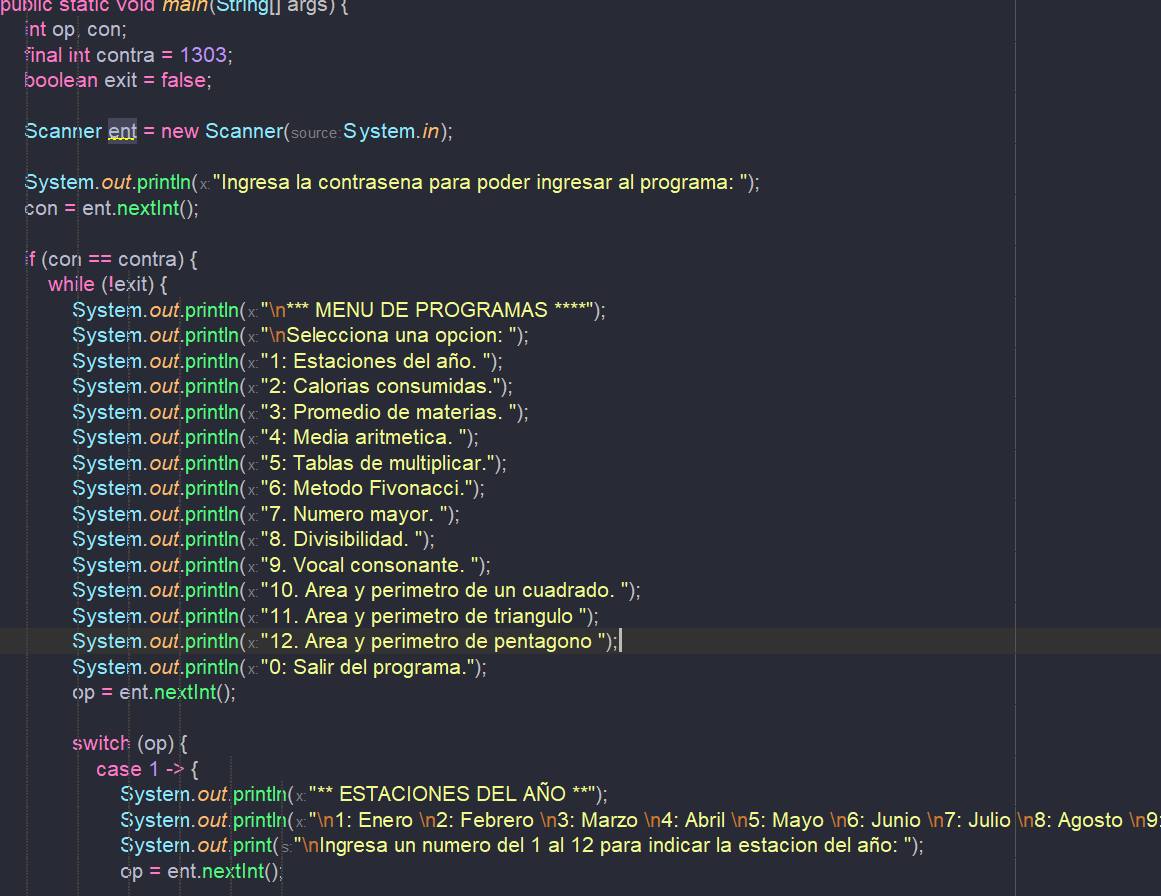 public static void main(String[] args) {
int op, con;
final int contra = 1303;
boolean exit = false;
Scanner ent = new Scanner(source:System.in);
System.out.println(x:"Ingresa la contrasena para poder ingresar al programa: ");
con = ent.nextInt();
if (con == contra) {
while (!exit) {
System.out.println(x:"\n*** MENU DE PROGRAMAS ****");
System.out.println(x:"\nSelecciona una opcion: ");
System.out.println(x:"1: Estaciones del año. ");
System.out.println(x:"2: Calorias consumidas.");
System.out.println(x:"3: Promedio de materias. ");
System.out.println(x:"4: Media aritmetica. ");
System.out.println(x:"5: Tablas de multiplicar.");
System.out.println(x:"6: Metodo Fivonacci.");
System.out.println(x:"7. Numero mayor. ");
System.out.println(x:"8. Divisibilidad. ");
System.out.println(x:"9. Vocal consonante. ");
System.out.println(x:"10. Area y perimetro de un cuadrado. ");
System.out.println(x:"11. Area y perimetro de triangulo ");
System.out.println(x:"12. Area y perimetro de pentagono ");
System.out.println(x:"0: Salir del programa.");
op = ent.nextInt();
switch (op) {
case 1 -> {
System.out.println(x:"** ESTACIONES DEL AÑO **");
System.out.println(x:"\n1: Enero \n2: Febrero \n3: Marzo \n4: Abril \n5: Mayo \n6: Junio \n7: Julio \n8: Agosto \n9:
System.out.print(s:"\nIngresa un numero del 1 al 12 para indicar la estacion del año: ");
op = ent.nextInt();